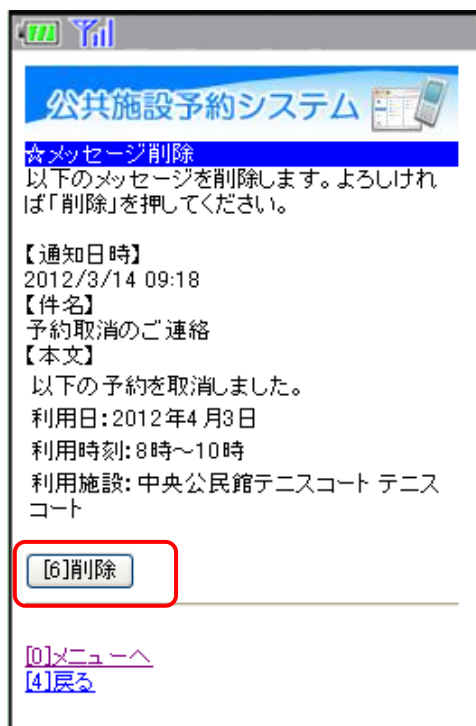 公共施設予約システム
☆メッセージ削除
以下のメッセージを削除します。よろしけれ
ば「削除」を押してください。
【通知日時】
2012/3/14 09:18
【件名】
予約取消のご連絡
【本文】
以下の予約を取消しました。
利用日:2012年4月3日
利用時刻:8時～10時
利用施設:中央公民館テニスコート テニス
コート
[6]削除
[0]メニューへ
[4]戻る